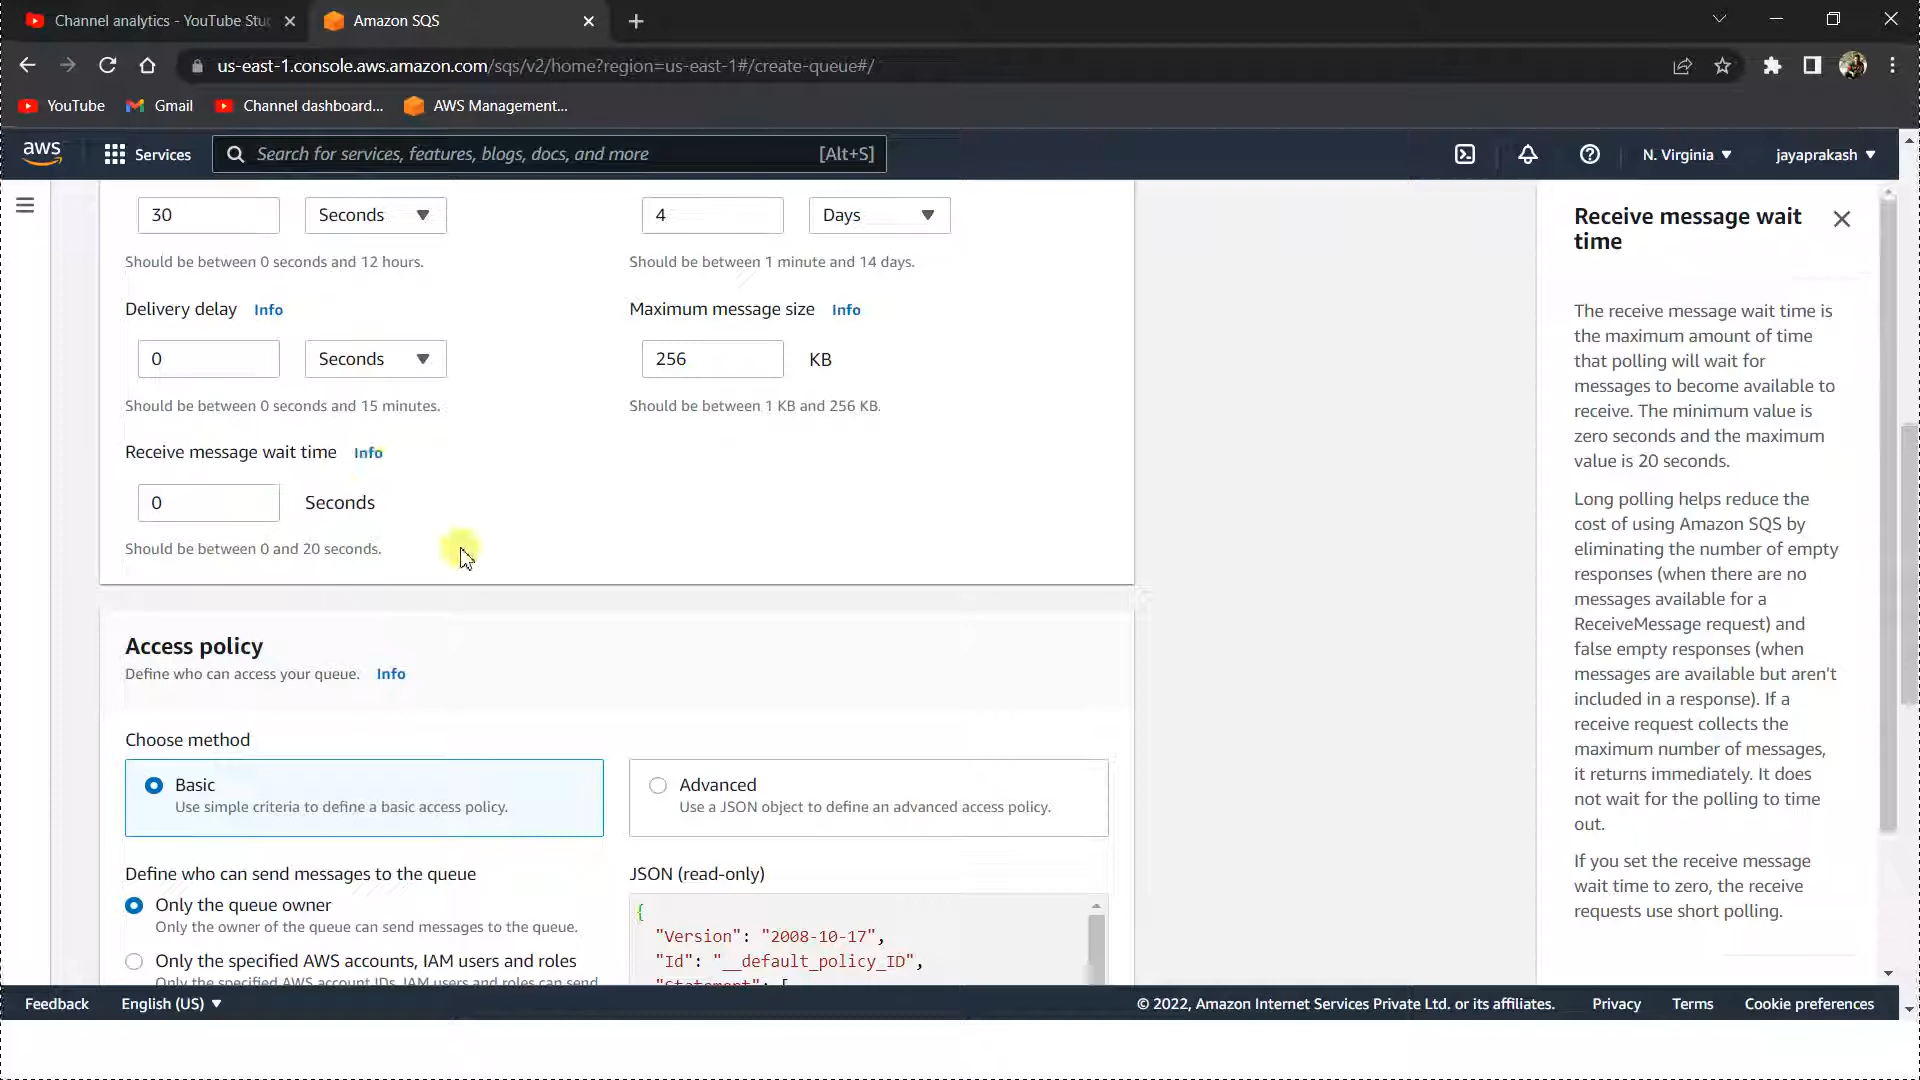 Channel analytics - YouTube Stu
Amazon SQS
us-east-1.console.aws.amazon.com/sqs/v2/home?region=us-east-1#/create-queue#/
YouTube
Gmail
Channel dashboard...
AWS Management...
aws
Services
Search for services, features, blogs, docs, and more
[Alt+S]
N. Virginia
jayaprakash
30
Seconds
4
Days
Should be between 0 seconds and 12 hours.
Should be between 1 minute and 14 days.
Delivery delay Info
Maximum message size Info
0
Seconds
256
KB
Should be between 0 seconds and 15 minutes.
Should be between 1 KB and 256 KB.
Receive message wait time Info
0
Seconds
Should be between 0 and 20 seconds.
Access policy
Define who can access your queue. Info
Choose method
Basic
Use simple criteria to define a basic access policy.
Advanced
Use a JSON object to define an advanced access policy.
Define who can send messages to the queue
Only the queue owner
Only the owner of the queue can send messages to the queue.
Only the specified AWS accounts, IAM users and roles
Only the specified AWS account IDs, IAM users and roles can send
JSON (read-only)
{
"Version": "2008-10-17",
"Id": "__default_policy_ID",
"Statement": [
Receive message wait
time
The receive message wait time is
the maximum amount of time
that polling will wait for
messages to become available to
receive. The minimum value is
zero seconds and the maximum
value is 20 seconds.
Long polling helps reduce the
cost of using Amazon SQS by
eliminating the number of empty
responses (when there are no
messages available for a
ReceiveMessage request) and
false empty responses (when
messages are available but aren't
included in a response). If a
receive request collects the
maximum number of messages,
it returns immediately. It does
not wait for the polling to time
out.
If you set the receive message
wait time to zero, the receive
requests use short polling.
Feedback
English (US)
© 2022, Amazon Internet Services Private Ltd. or its affiliates.
Privacy
Terms
Cookie preferences